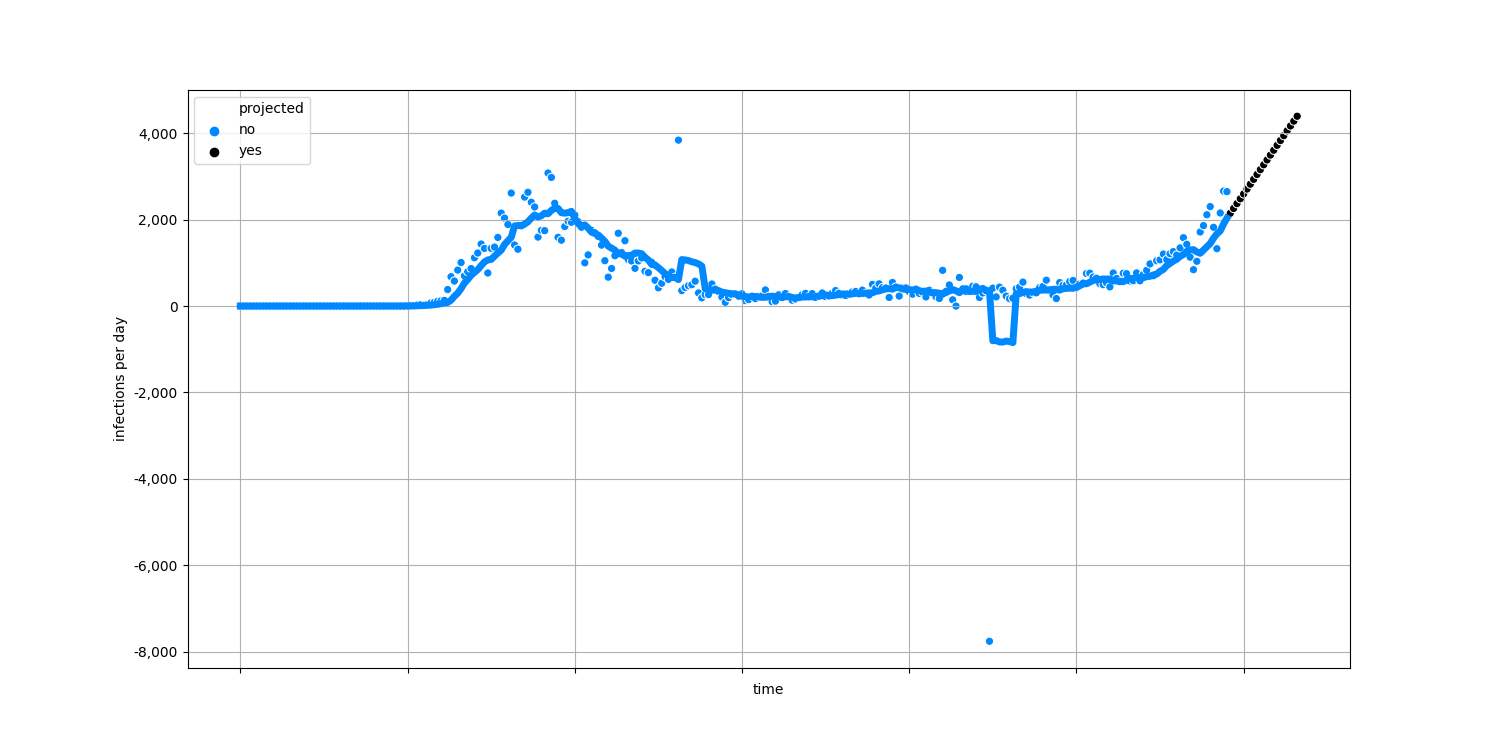 projected
no
yes
4,000
2,000
0
-2,000
-4,000
-6,000
-8,000
infections per day
time